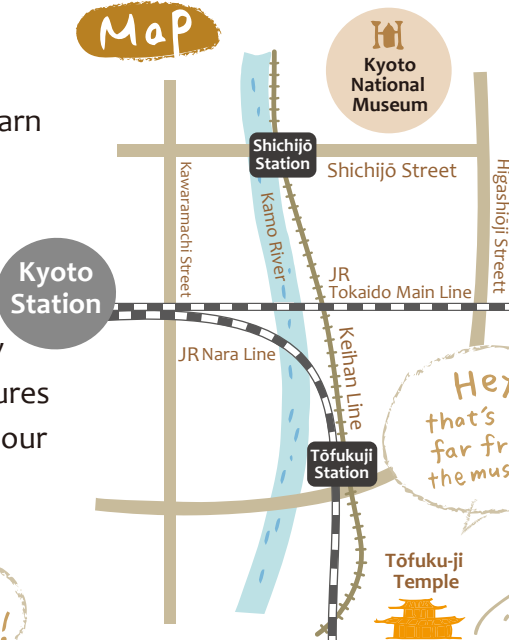 Map
Kyoto
National
Museum
arn
Shichijō
Station
Shichijō Street
Kawaramachi Street
Higashiōji Streett
Kamo River
Kyoto
Station
JR
Tokaido Main Line
JR Nara Line
Keihan Line
ures
our
Hey
that's
far fr
the mus
Tōfukuji
Station
Tōfuku-ji
Temple
!